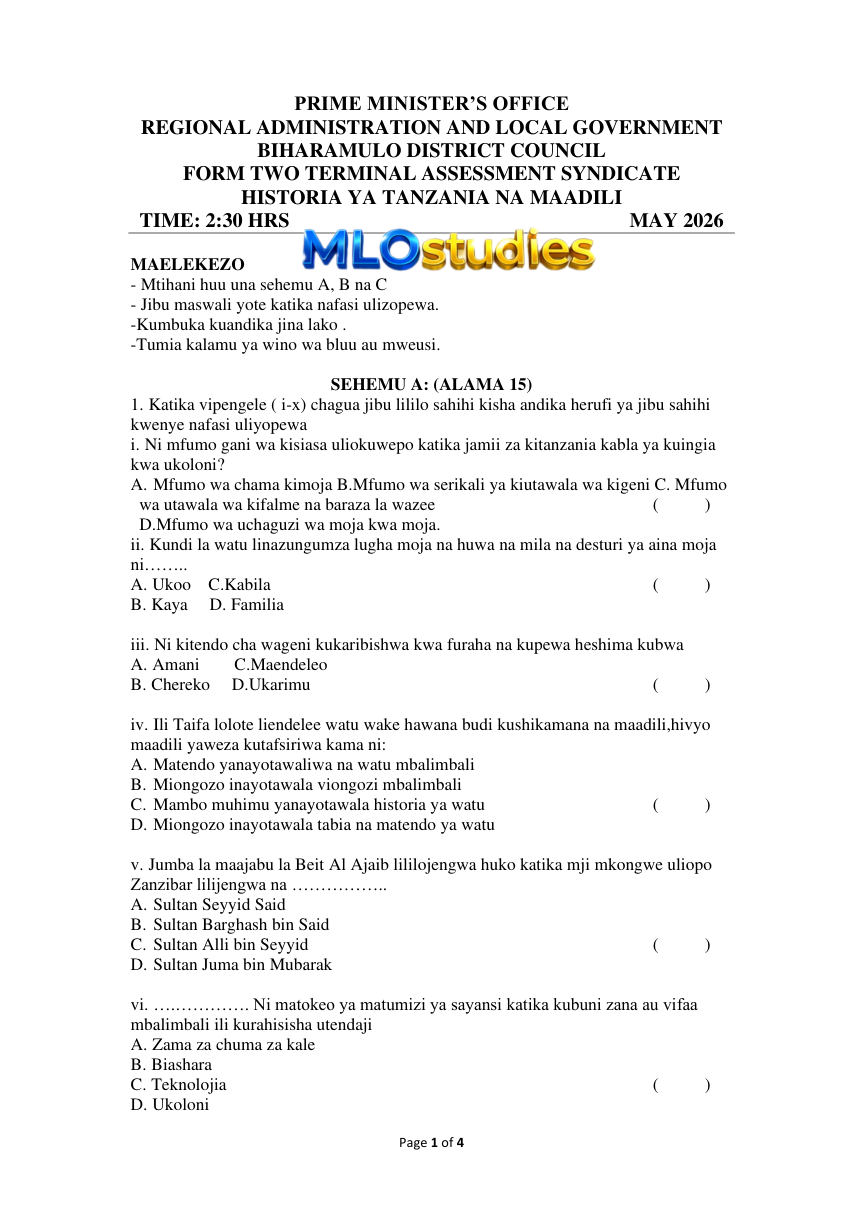 PRIME MINISTER’S OFFICE
REGIONAL ADMINISTRATION AND LOCAL GOVERNMENT
BIHARAMULO DISTRICT COUNCIL
FORM TWO TERMINAL ASSESSMENT SYNDICATE
HISTORIA YA TANZANIA NA MAADILI
TIME: 2:30 HRS MAY 2026
MLOstudies
MAELEKEZO
- Mtihani huu una sehemu A, B na C
- Jibu maswali yote katika nafasi ulizopewa.
-Kumbuka kuandika jina lako .
-Tumia kalamu ya wino wa bluu au mweusi.
SEHEMU A: (ALAMA 15)
1. Katika vipengele ( i-x) chagua jibu lililo sahihi kisha andika herufi ya jibu sahihi
kwenye nafasi uliyopewa
i. Ni mfumo gani wa kisiasa uliokuwepo katika jamii za kitanzania kabla ya kuingia
kwa ukoloni?
A. Mfumo wa chama kimoja B.Mfumo wa serikali ya kiutawala wa kigeni C. Mfumo
wa utawala wa kifalme na baraza la wazee ( )
D.Mfumo wa uchaguzi wa moja kwa moja.
ii. Kundi la watu linazungumza lugha moja na huwa na mila na desturi ya aina moja
ni……..
A. Ukoo C.Kabila ( )
B. Kaya D. Familia
iii. Ni kitendo cha wageni kukaribishwa kwa furaha na kupewa heshima kubwa
A. Amani C.Maendeleo
B. Chereko D.Ukarimu ( )
iv. Ili Taifa lolote liendelee watu wake hawana budi kushikamana na maadili,hivyo
maadili yaweza kutafsiriwa kama ni:
A. Matendo yanayotawaliwa na watu mbalimbali
B. Miongozo inayotawala viongozi mbalimbali
C. Mambo muhimu yanayotawala historia ya watu ( )
D. Miongozo inayotawala tabia na matendo ya watu
v. Jumba la maajabu la Beit Al Ajaib lililojengwa huko katika mji mkongwe uliopo
Zanzibar lilijengwa na ……………..
A. Sultan Seyyid Said
B. Sultan Barghash bin Said
C. Sultan Alli bin Seyyid ( )
D. Sultan Juma bin Mubarak
vi. ….…………. Ni matokeo ya matumizi ya sayansi katika kubuni zana au vifaa
mbalimbali ili kurahisisha utendaji
A. Zama za chuma za kale
B. Biashara
C. Teknolojia ( )
D. Ukoloni
Page 1 of 4